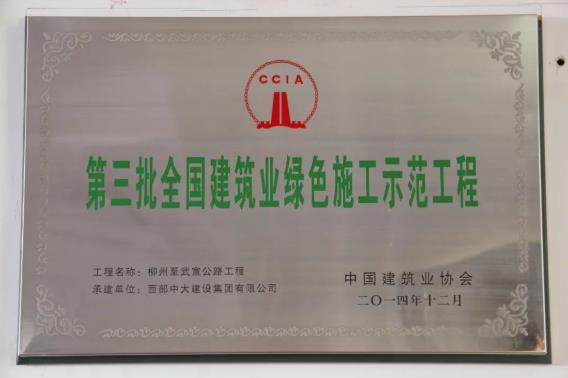 CCIA
第三批全国建筑业绿色施工示范工程
工程名称：柳州至武宣公路工程
承建单位：西部中大建设集团有限公司
中国建筑业协会
二〇一四年十二月